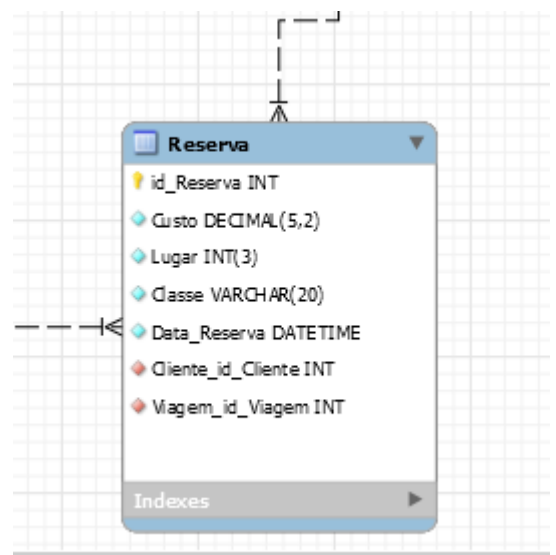 Reserva
id_Reserva INT
Custo DECIMAL(5,2)
Lugar INT(3)
Classe VARCHAR(20)
Data_Reserva DATETIME
Cliente_id_Cliente INT
Viagem_id_Viagem INT
Indexes